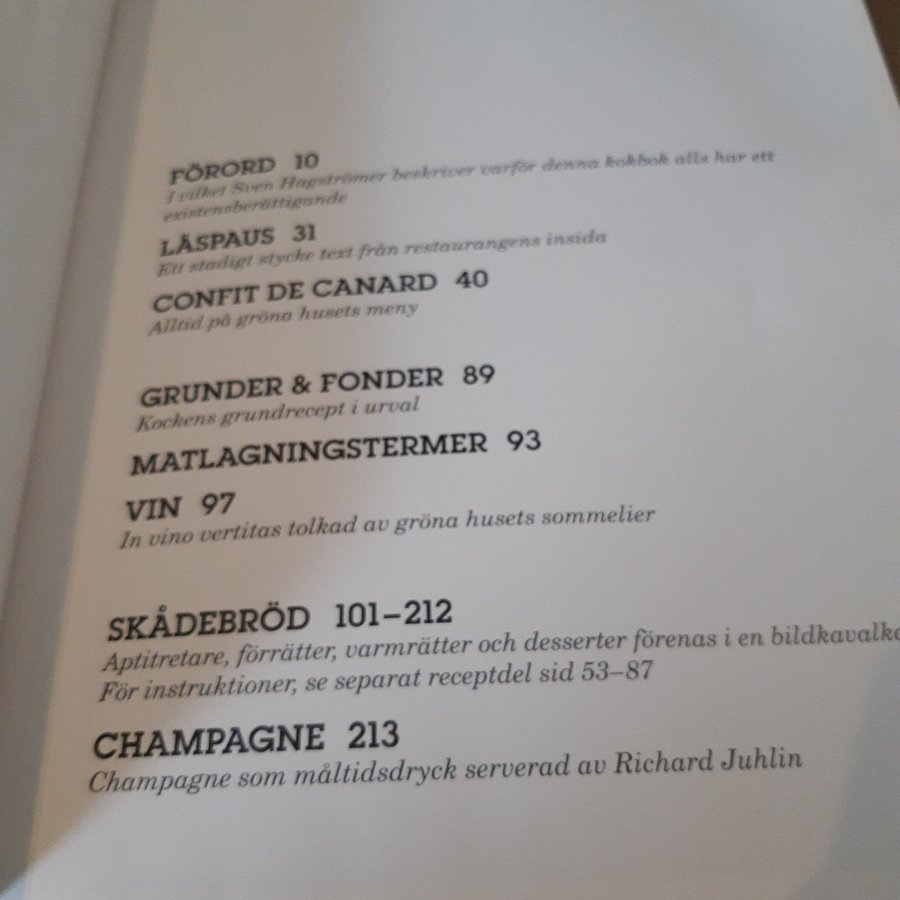 FÖRORD 10
I vilket Sven Hagströmer beskriver varför denna kokbok alls har ett
existensberättigande
LÄSPAUS 31
Ett stadigt stycke text från restaurangens insida
CONFIT DE CANARD 40
Alltid på gröna husets meny
GRUNDER & FONDER 89
Kockens grundrecept i urval
MATLAGNINGSTERMER 93
VIN 97
In vino vertitas tolkad av gröna husets sommelier
SKÅDEBRÖD 101–212
Aptitretare, förrätter, varmrätter och desserter förenas i en
För instruktioner, se separat receptdel sid 53–87
CHAMPAGNE 213
Champagne som måltidsdryck serverad av Richard Juhlin